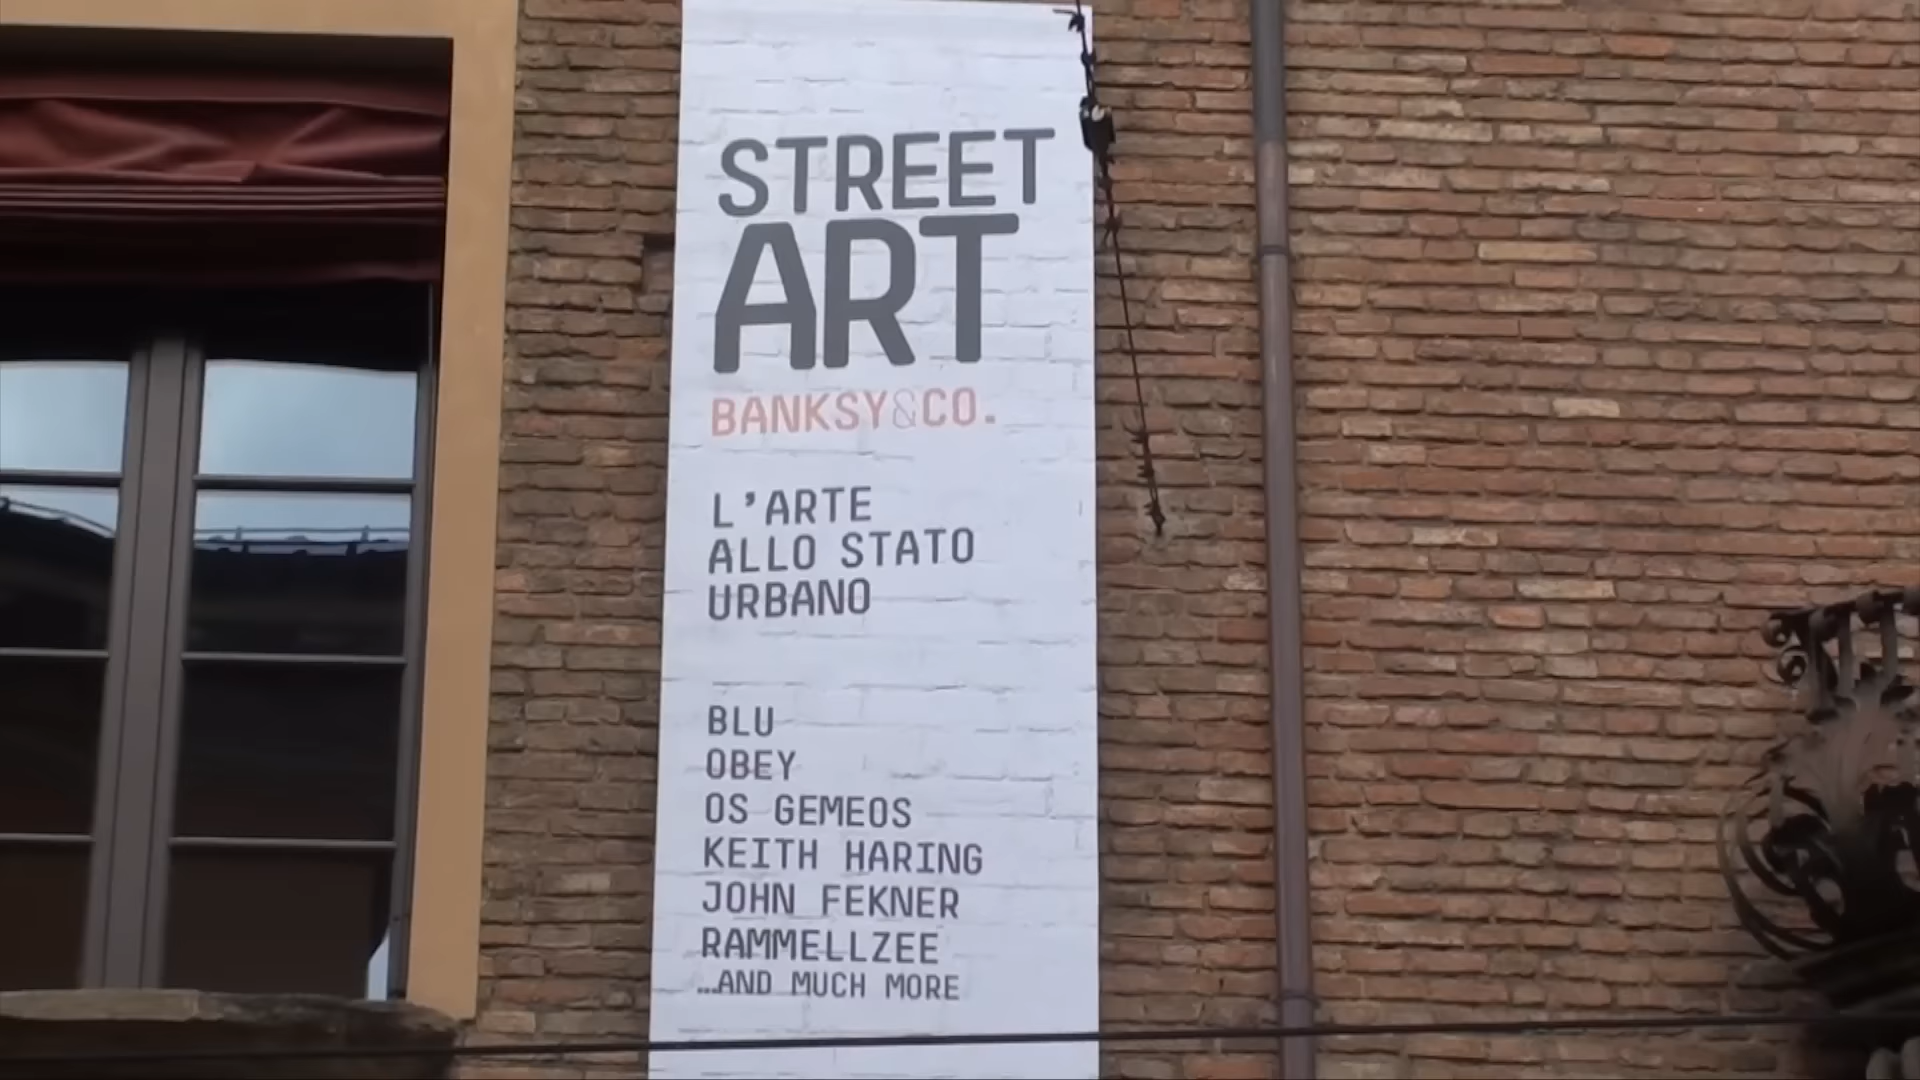 STREET
ART
BANKSY&CO.
L'ARTE
ALLO STATO
URBANO
BLU
OBEY
OS GEMEOS
KEITH HARING
JOHN FEKNER
RAMMELLZEE
...AND MUCH MORE